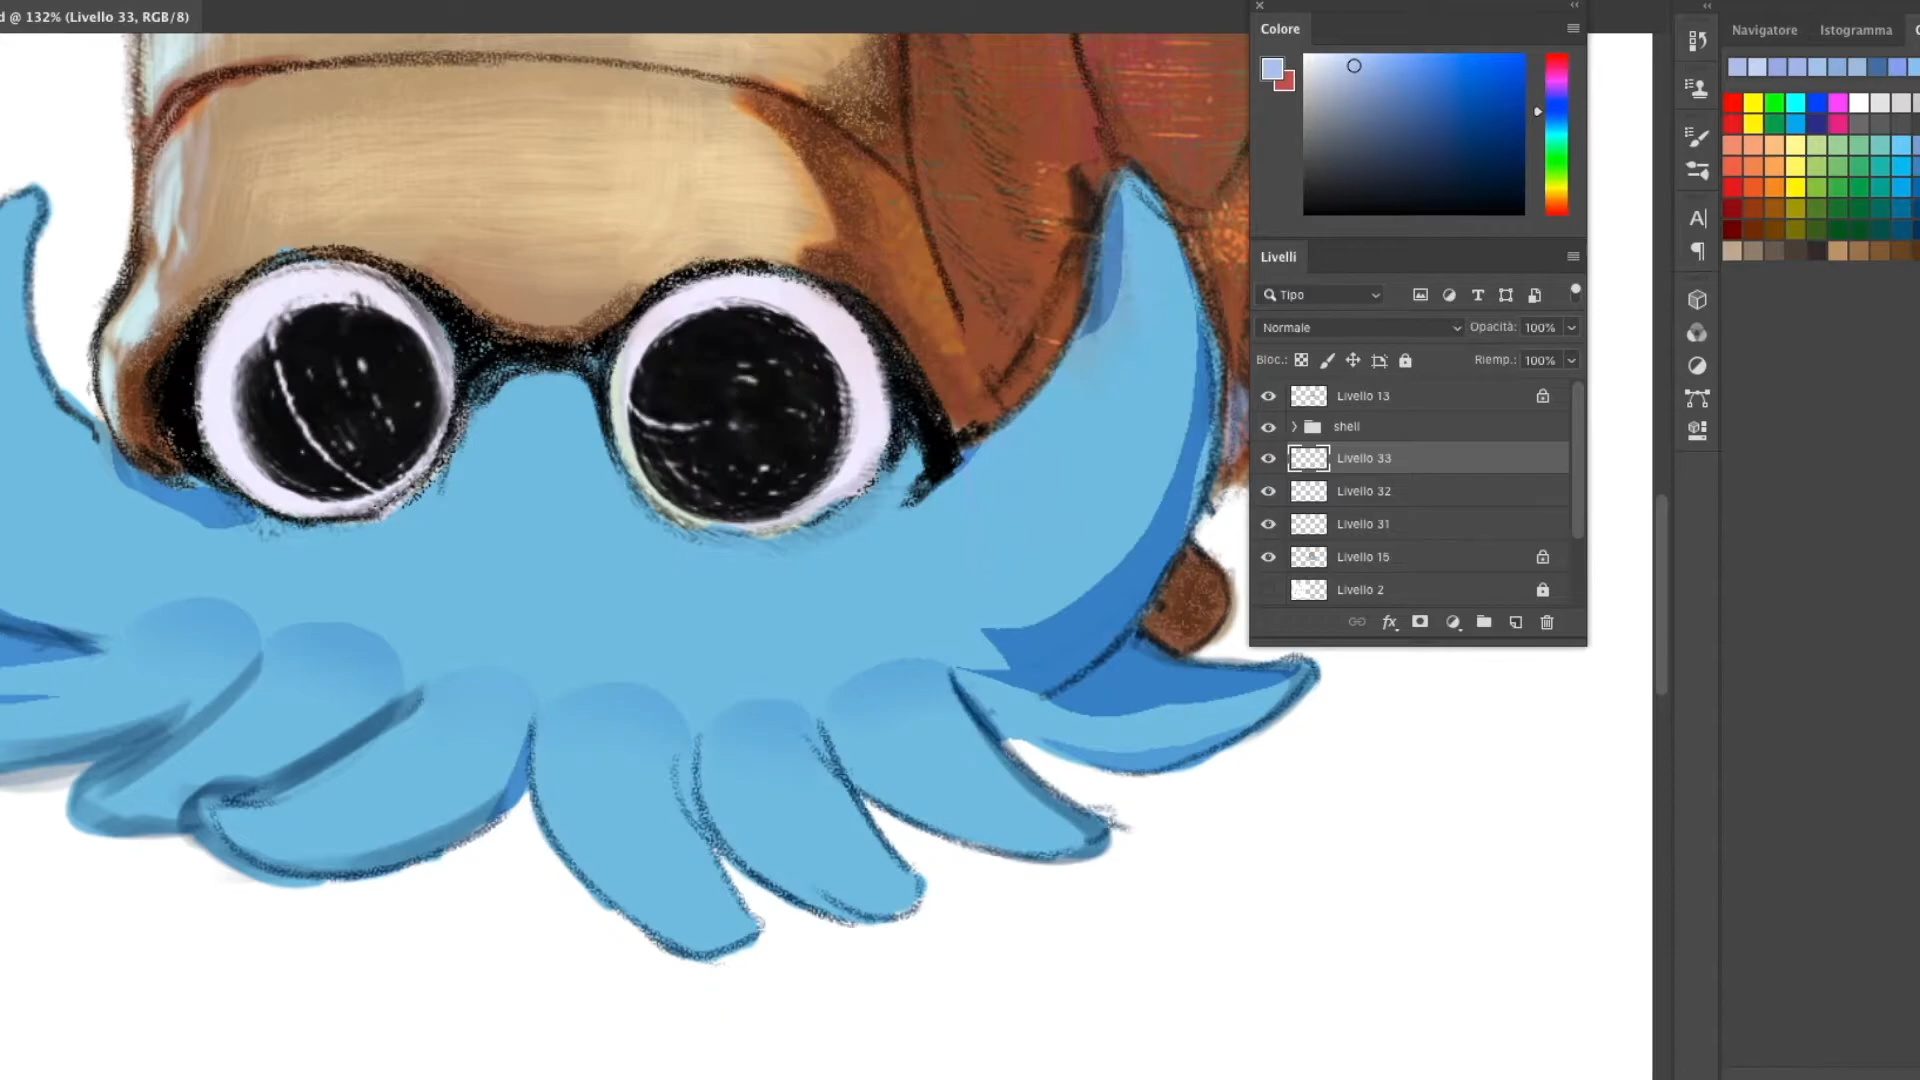 d @ 132% (Livello 33, RGB/8)
Colore
Navigatore
Istogramma
Livelli
Tipo
Normale
Opacità: 100%
Bloc.:
Riemp.: 100%
Livello 13
shell
Livello 33
Livello 32
Livello 31
Livello 15
Livello 2
fx